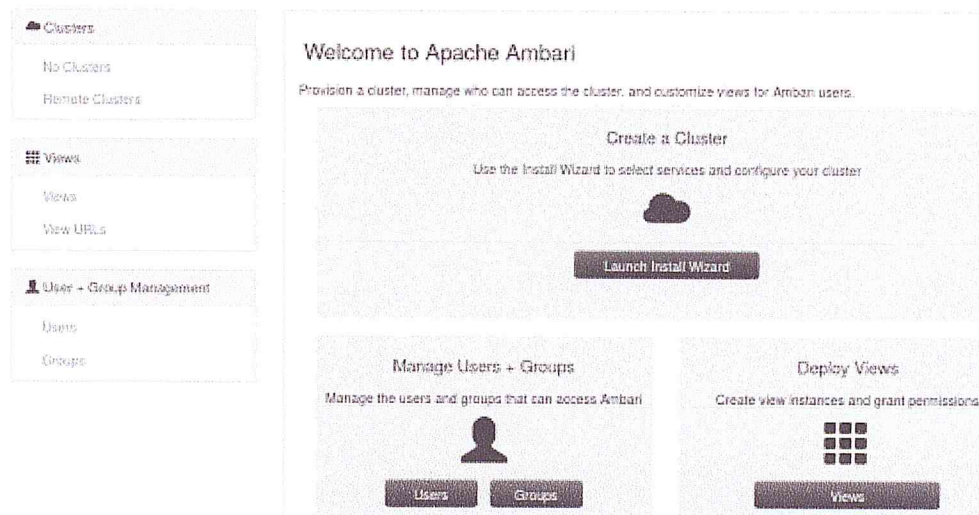 Clusters
No Clusters
Remote Clusters
Views
Views
View URLs
User + Group Management
Users
Groups
Welcome to Apache Ambari
Provision a cluster, manage who can access the cluster, and customize views for Ambari users.
Create a Cluster
Use the Install Wizard to select services and configure your cluster
Launch Install Wizard
Manage Users + Groups
Manage the users and groups that can access Ambari
Users
Groups
Deploy Views
Create view instances and grant permissions
Views